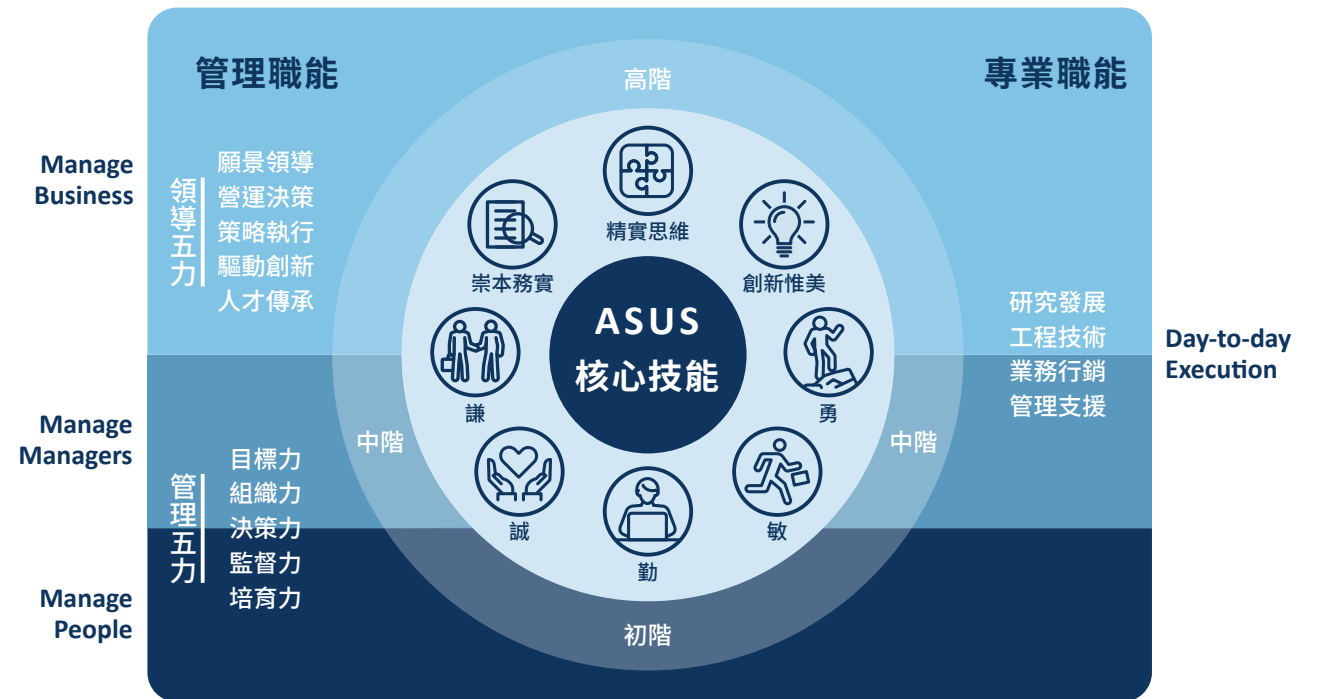 管理職能
專業職能
高階
Manage
Business
領導五力
願景領導
營運決策
策略執行
驅動創新
人才傳承
精實思維
崇本務實
創新惟美
ASUS
核心技能
謙
勇
誠
敏
勤
研究發展
工程技術
業務行銷
管理支援
Day-to-day
Execution
Manage
Managers
中階
中階
管理五力
目標力
組織力
決策力
監督力
培育力
Manage
People
初階